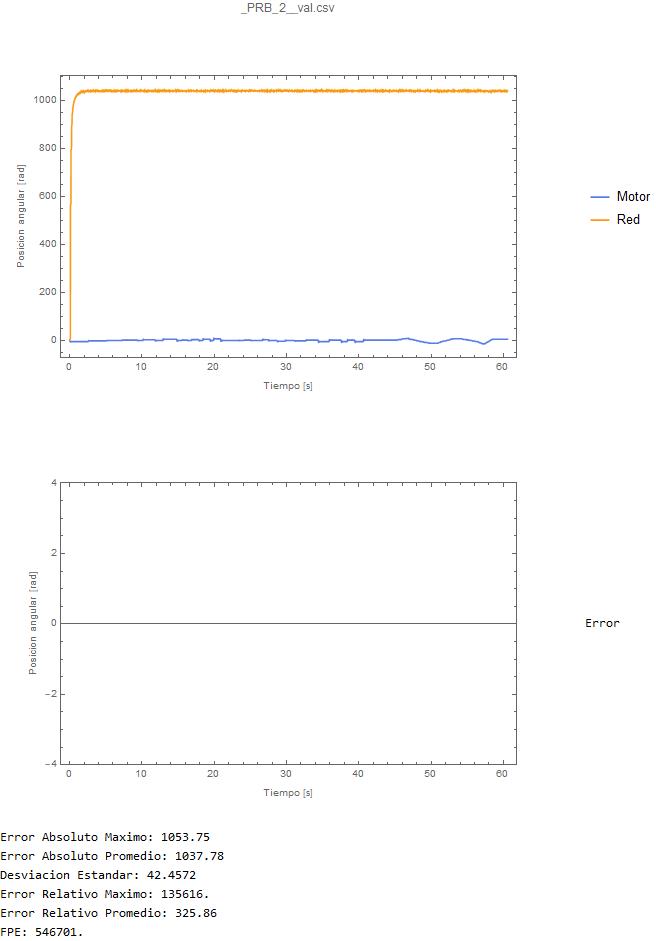 _PRB_2__val.csv
1000
800
600
400
200
0
Posicion angular [rad]
0 10 20 30 40 50 60
Tiempo [s]
Motor
Red
4
2
0
-2
-4
Posicion angular [rad]
0 10 20 30 40 50 60
Tiempo [s]
Error
Error Absoluto Maximo: 1053.75
Error Absoluto Promedio: 1037.78
Desviacion Estandar: 42.4572
Error Relativo Maximo: 135616.
Error Relativo Promedio: 325.86
FPE: 546701.